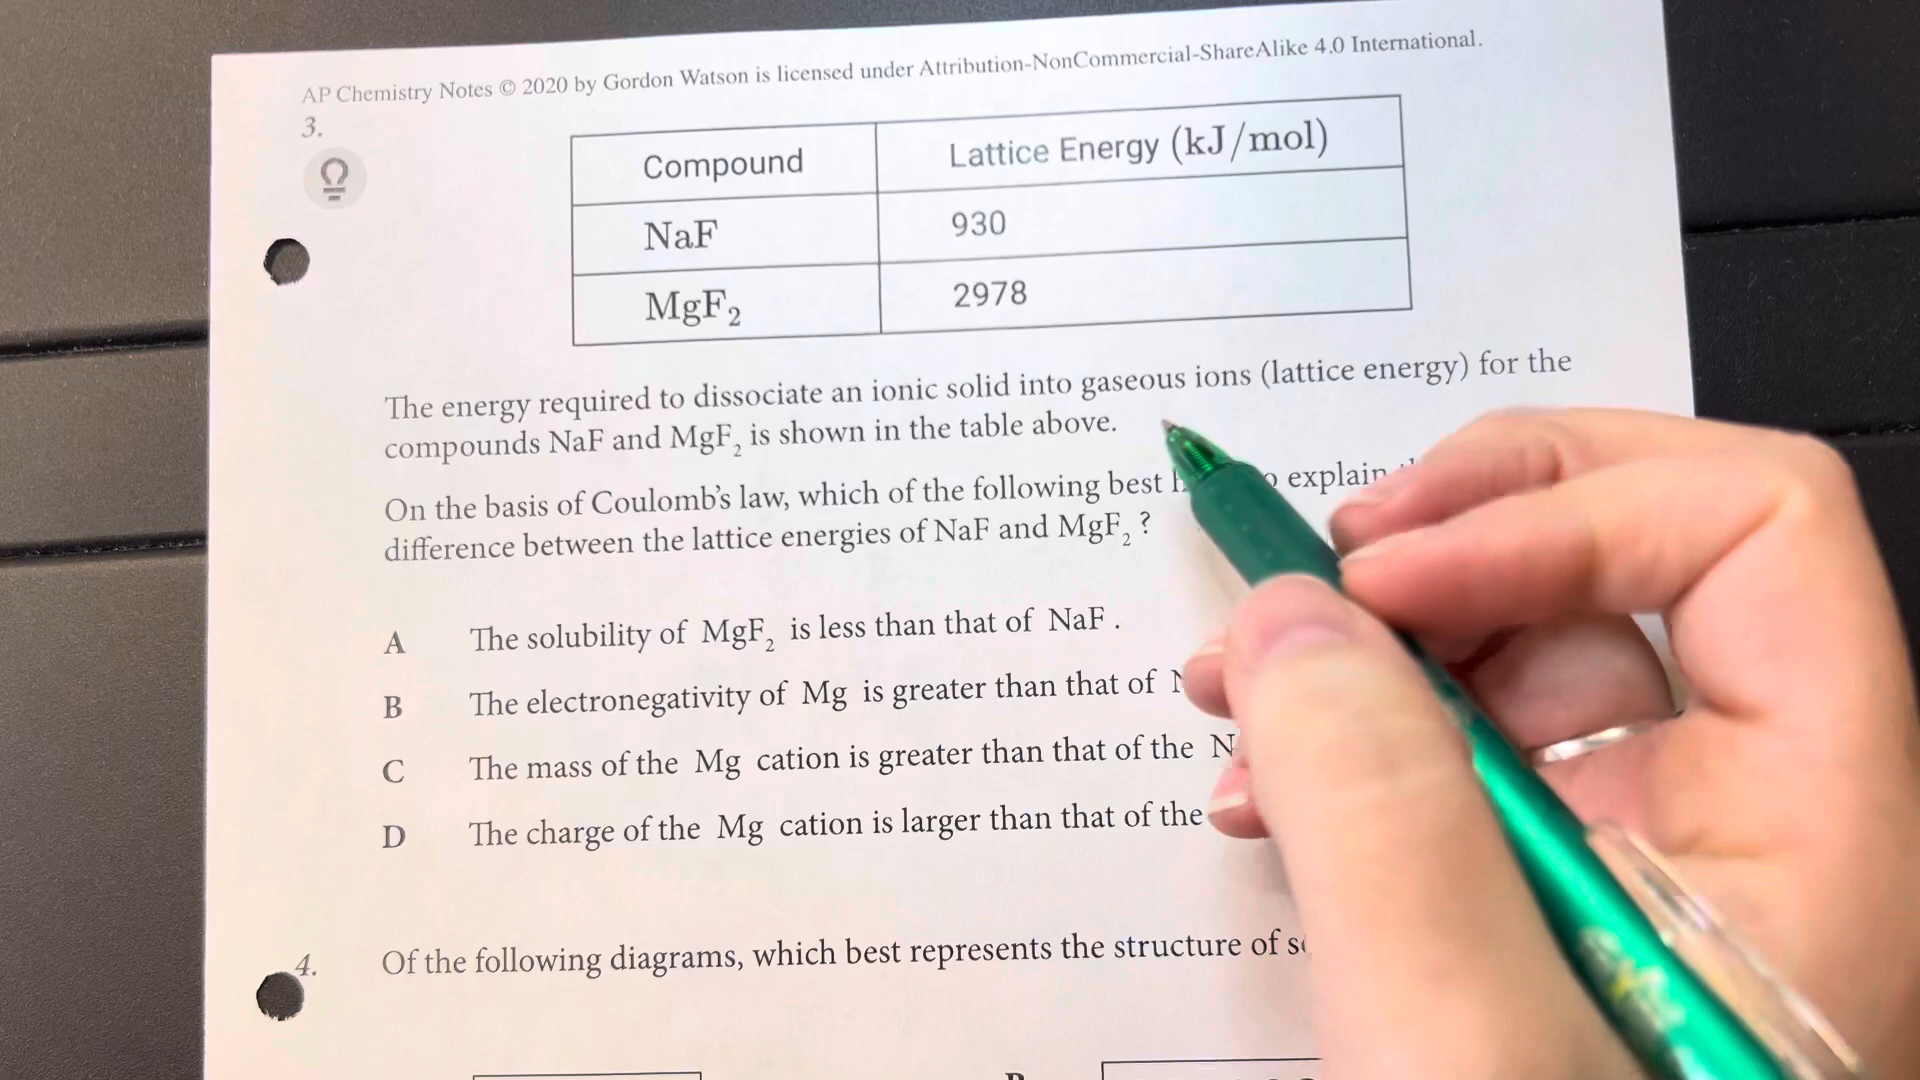 AP Chemistry Notes © 2020 by Gordon Watson is licensed under Attribution-NonCommercial-ShareAlike 4.0 International.
3.
Compound Lattice Energy (kJ/mol)
NaF 930
MgF₂ 2978
The energy required to dissociate an ionic solid into gaseous ions (lattice energy) for the
compounds NaF and MgF₂ is shown in the table above.
On the basis of Coulomb's law, which of the following best explain
difference between the lattice energies of NaF and MgF₂ ?
A The solubility of MgF₂ is less than that of NaF .
B The electronegativity of Mg is greater than that of
C The mass of the Mg cation is greater than that of the
D The charge of the Mg cation is larger than that of the
4. Of the following diagrams, which best represents the structure of